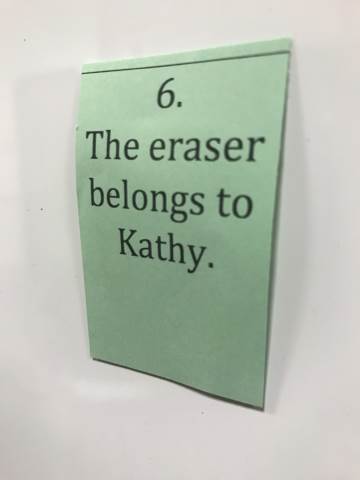 6.
The eraser
belongs to
Kathy.